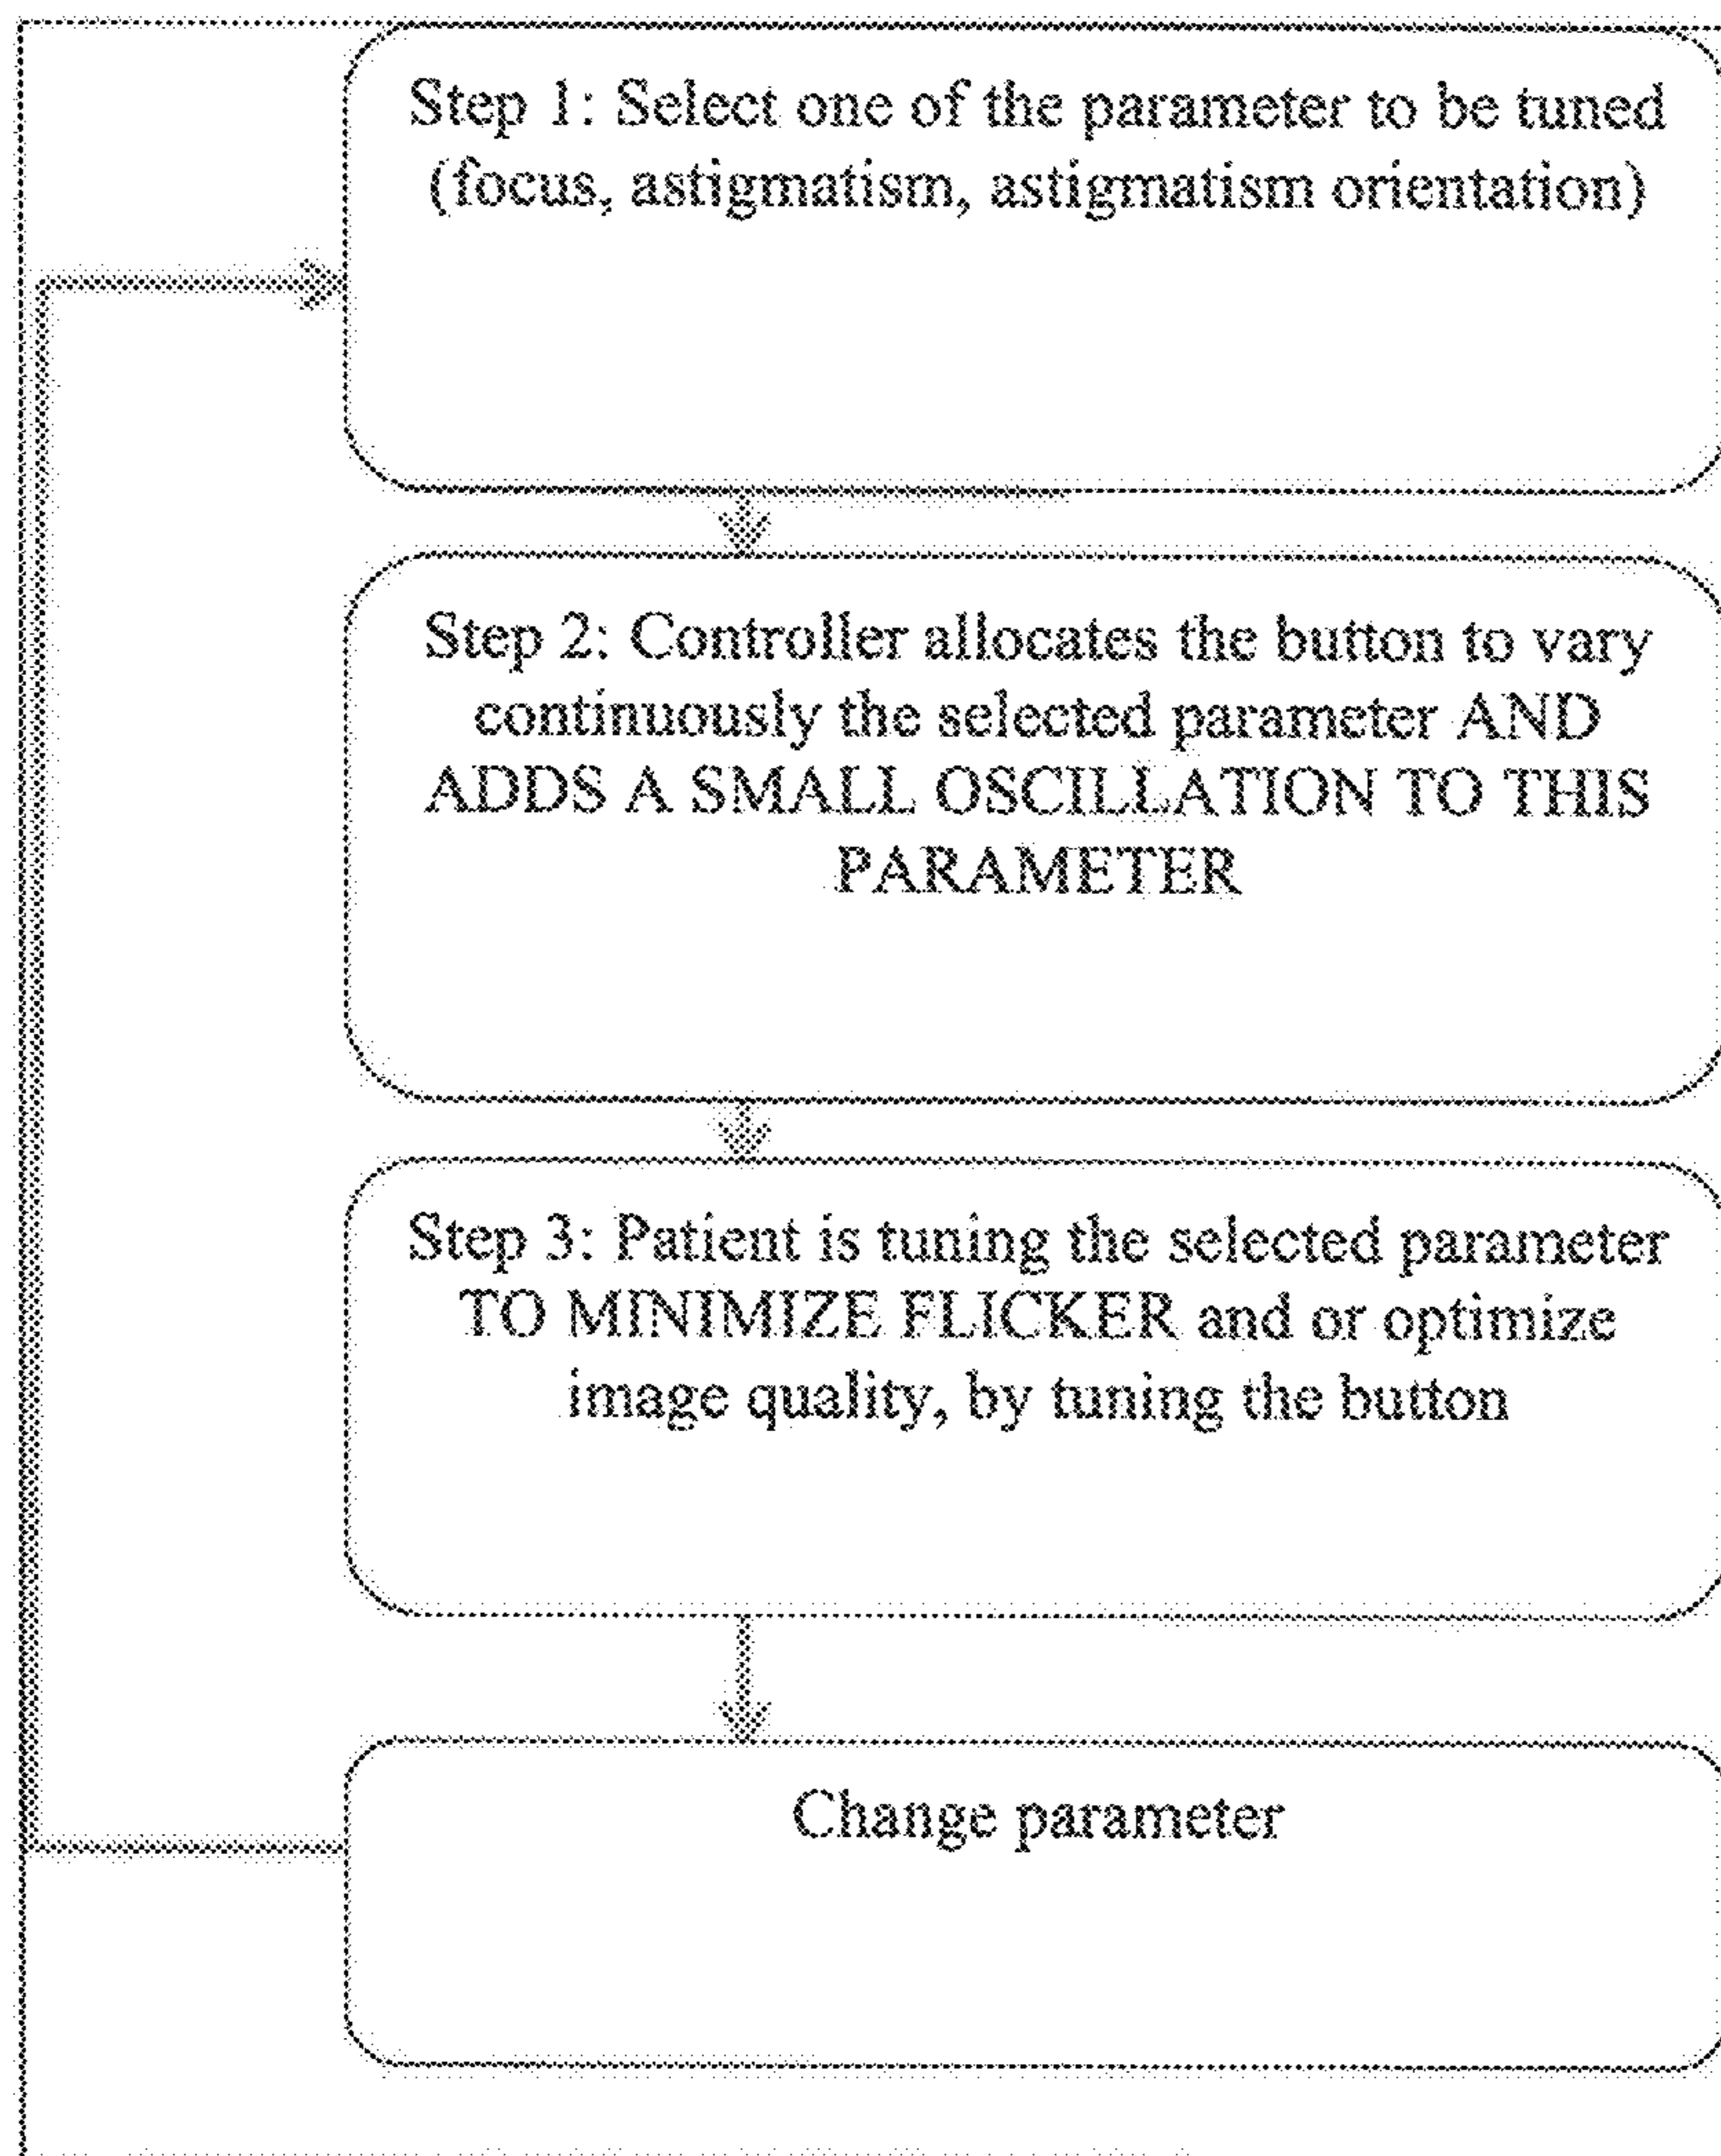 Step 1: Select one of the parameter to be tuned
(focus, astigmatism, astigmatism orientation)
Step 2: Controller allocates the button to vary
continuously the selected parameter AND
ADDS A SMALL OSCILLATION TO THIS
PARAMETER
Step 3: Patient is tuning the selected parameter
TO MINIMIZE FLICKER and or optimize
image quality, by tuning the button
Change parameter